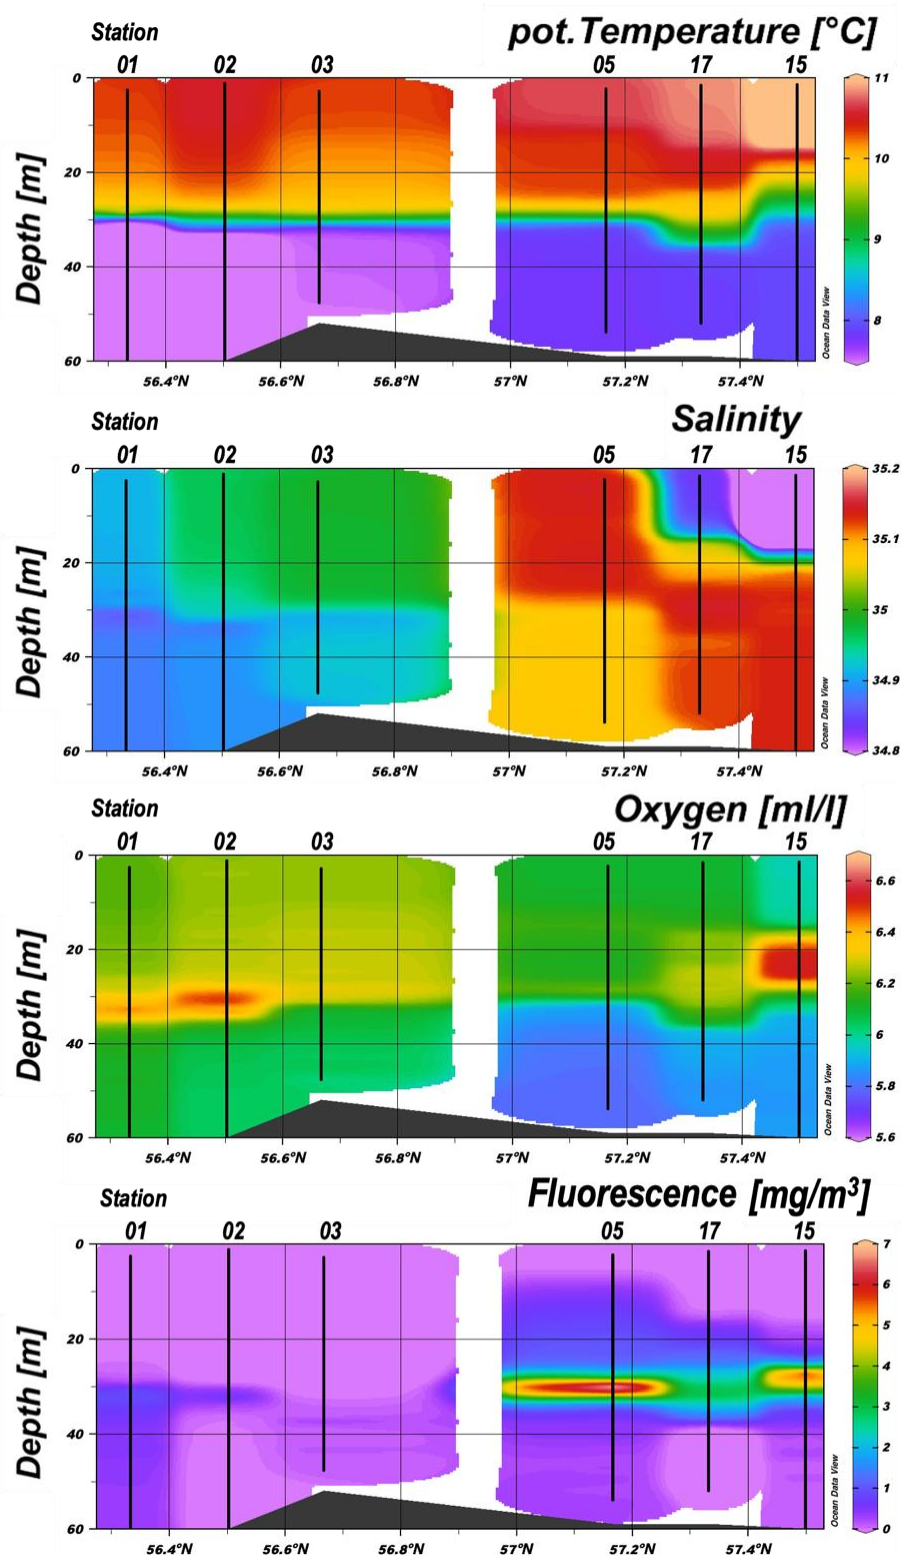 pot.Temperature [°C]
Station
01 02 03 05 17 15
0
20
40
60
Depth [m]
56.4°N 56.6°N 56.8°N 57°N 57.2°N 57.4°N
Ocean Data View
11
10
9
8
Salinity
Station
01 02 03 05 17 15
0
20
40
60
Depth [m]
56.4°N 56.6°N 56.8°N 57°N 57.2°N 57.4°N
Ocean Data View
35.2
35.1
35
34.9
34.8
Oxygen [ml/l]
Station
01 02 03 05 17 15
0
20
40
60
Depth [m]
56.4°N 56.6°N 56.8°N 57°N 57.2°N 57.4°N
Ocean Data View
6.6
6.4
6.2
6
5.8
5.6
Fluorescence [mg/m³]
Station
01 02 03 05 17 15
0
20
40
60
Depth [m]
56.4°N 56.6°N 56.8°N 57°N 57.2°N 57.4°N
Ocean Data View
7
6
5
4
3
2
1
0